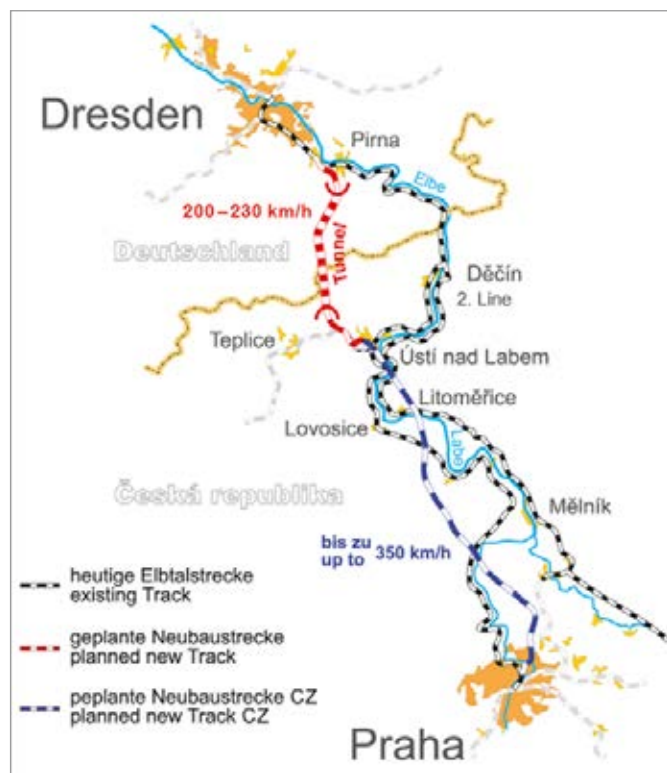 Dresden
Pirna
Elbe
200–230 km/h
Tunnel
Deutschland
Děčín
2. Line
Teplice
Ústí nad Labem
Litoměřice
Lovosice
Labe
Česká republika
Mělník
bis zu
up to 350 km/h
heutige Elbtalstrecke
existing Track
geplante Neubaustrecke
planned new Track
peplante Neubaustrecke CZ
planned new Track CZ
Praha